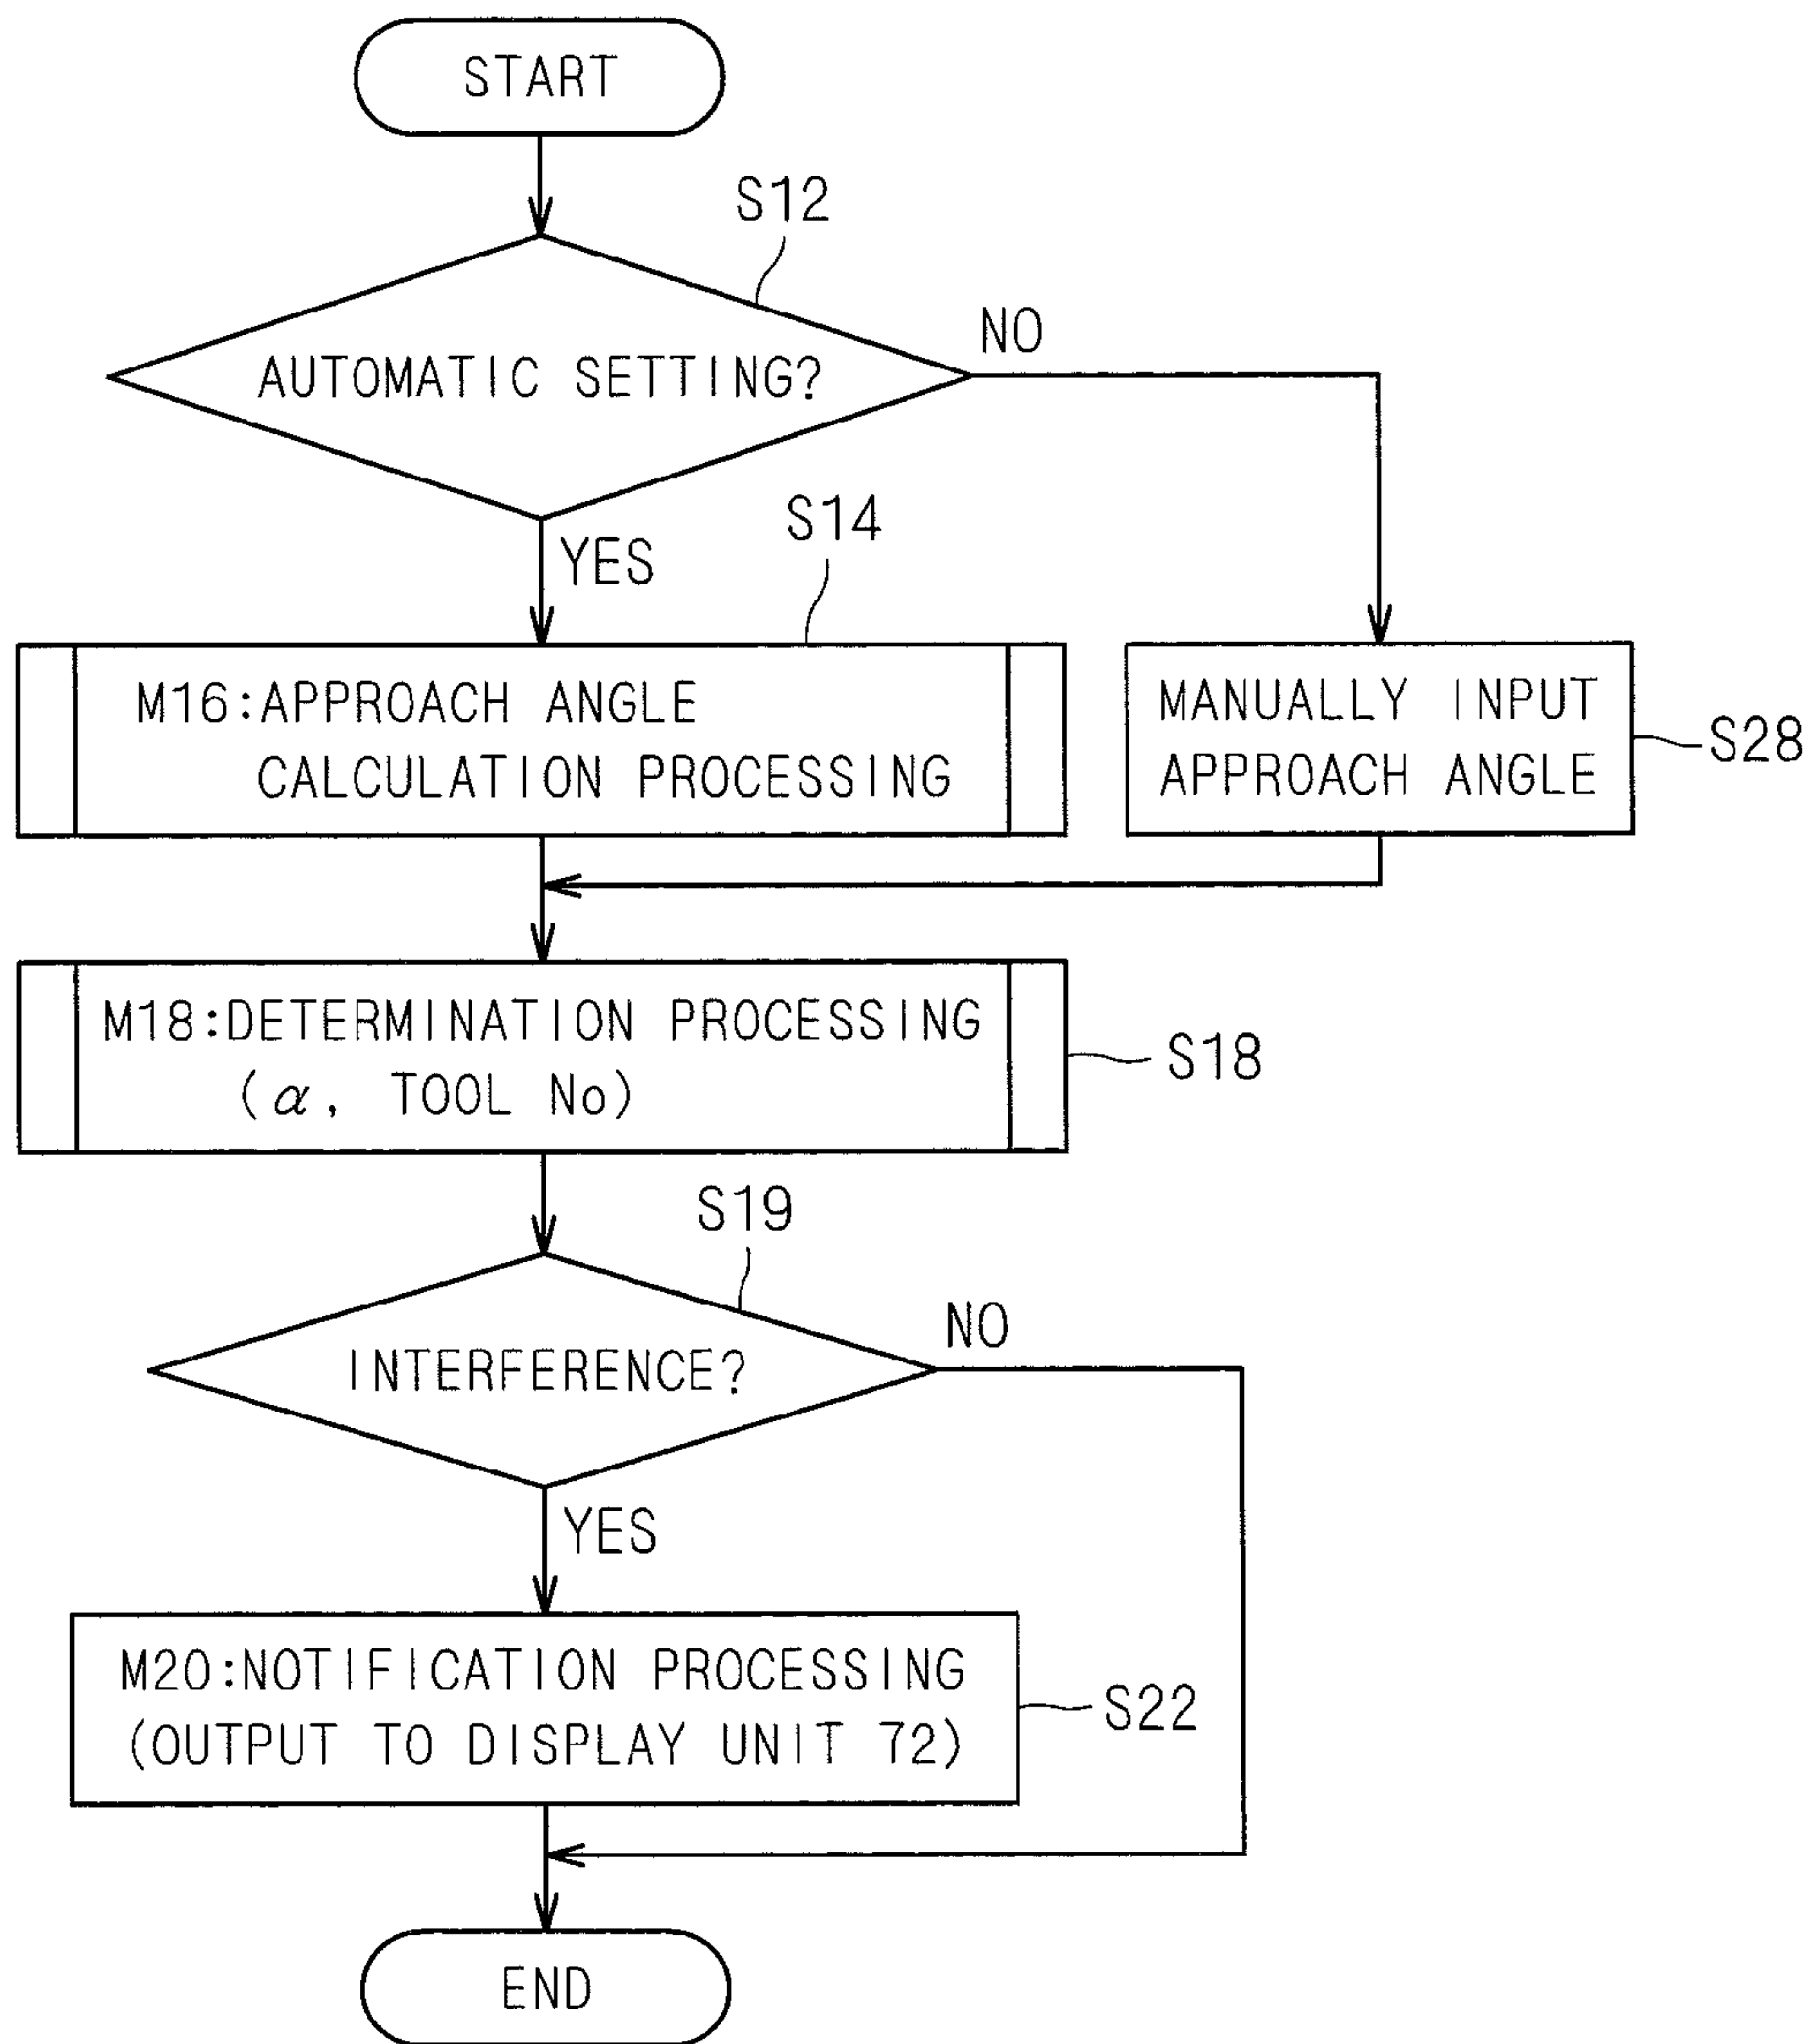 START
S12
AUTOMATIC SETTING?
NO
YES
S14
M16:APPROACH ANGLE
CALCULATION PROCESSING
MANUALLY INPUT
APPROACH ANGLE
S28
M18:DETERMINATION PROCESSING
(α, TOOL No)
S18
S19
INTERFERENCE?
NO
YES
M20:NOTIFICATION PROCESSING
(OUTPUT TO DISPLAY UNIT 72)
S22
END